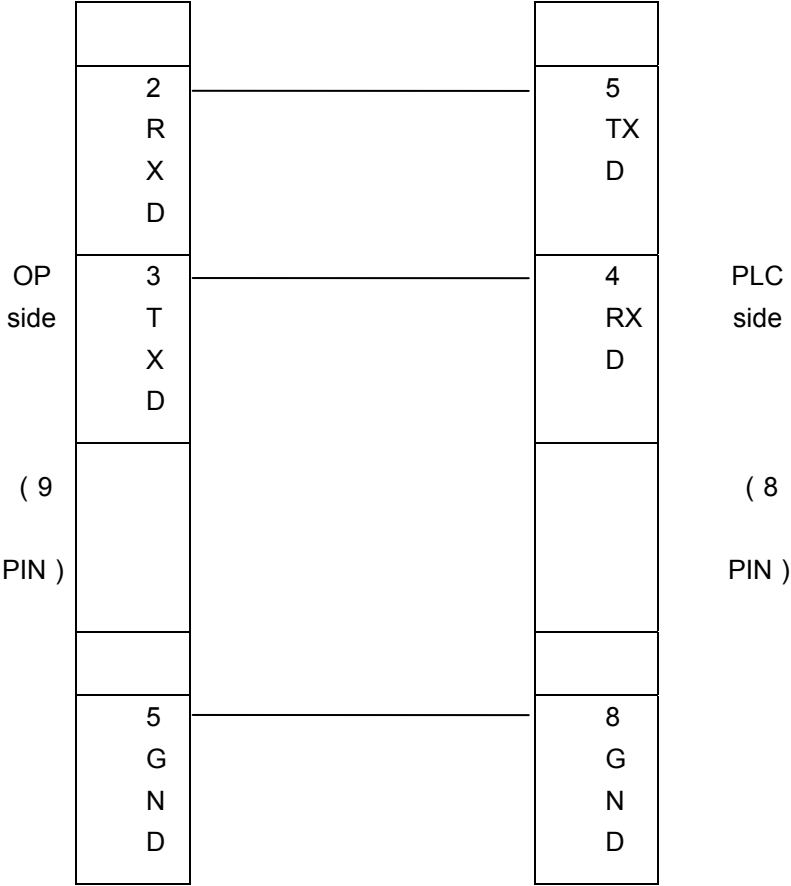 2 5
R TX
X D
D
OP 3 4 PLC
side T RX side
X D
D
( 9 ( 8
PIN ) PIN )
5 8
G G
N N
D D